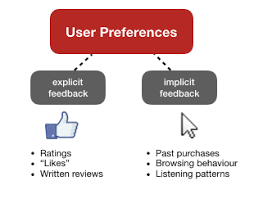 User Preferences
explicit
feedback
implicit
feedback
• Ratings
• “Likes”
• Written reviews
• Past purchases
• Browsing behaviour
• Listening patterns